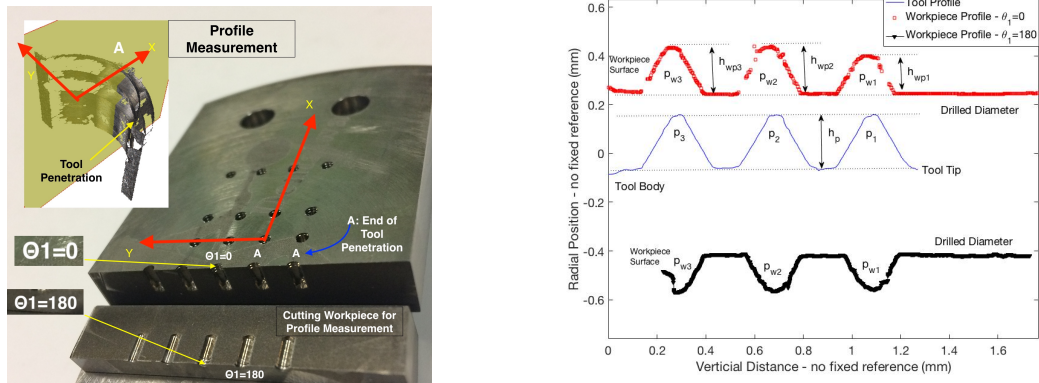 Profile
Measurement
A
X
Y
Tool
Penetration
X
Y
A: End of
Tool
Penetration
Θ1=0
A
A
Θ1=0
Θ1=180
Cutting Workpiece for
Profile Measurement
Θ1=180
Tool Profile
Workpiece Profile - θ1=0
Workpiece Profile - θ1=180
Radial Position - no fixed reference (mm)
0.6
0.4
0.2
0
-0.2
-0.4
-0.6
Workpiece
Surface
pw3
hwp3
pw2
hwp2
pw1
hwp1
Drilled Diameter
p3
p2
hp
p1
Tool Tip
Tool Body
Drilled Diameter
Workpiece
Surface
pw3
pw2
pw1
0 0.2 0.4 0.6 0.8 1 1.2 1.4 1.6
Verticial Distance - no fixed reference (mm)